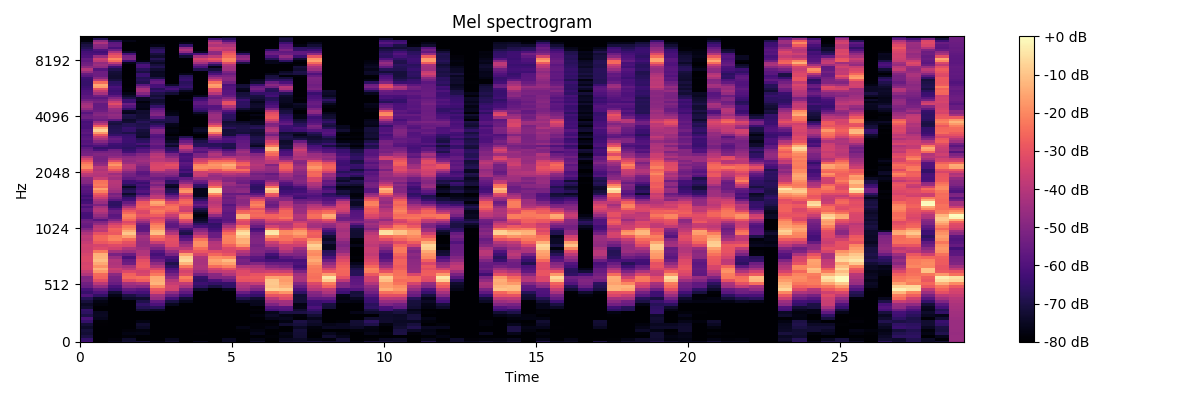 Mel spectrogram
Hz
8192
4096
2048
1024
512
0
0 5 10 15 20 25
Time
+0 dB
-10 dB
-20 dB
-30 dB
-40 dB
-50 dB
-60 dB
-70 dB
-80 dB